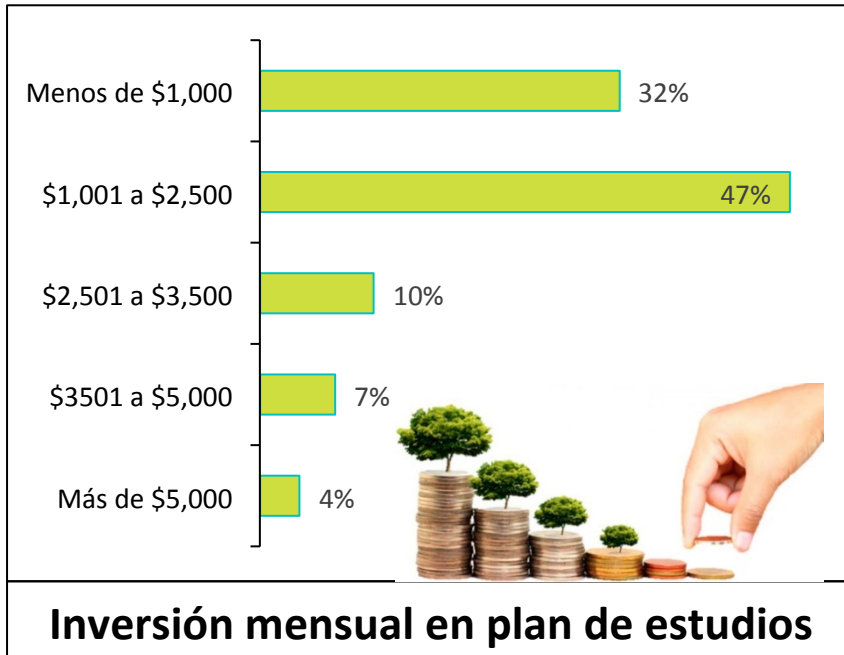 Menos de $1,000 32%
$1,001 a $2,500 47%
$2,501 a $3,500 10%
$3501 a $5,000 7%
Más de $5,000 4%
Inversión mensual en plan de estudios